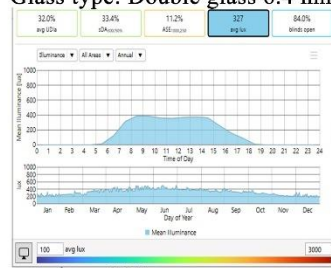 Glass type: Double glass 6.4
32.0% 33.4% 11.2% 327 84.0%
avg UDIa sDA300/50% ASE1000,250 avg lux blinds open
Illuminance ▼ All Areas ▼ Annual ▼
Mean Illuminance [lux]
1000
800
600
400
200
0
0 1 2 3 4 5 6 7 8 9 10 11 12 13 14 15 16 17 18 19 20 21 22 23 24
Time of Day
lux
1000
800
600
400
200
0
Jan Feb Mar Apr May Jun Jul Aug Sep Oct Nov Dec
Day of Year
Mean Illuminance
100 avg lux 3000